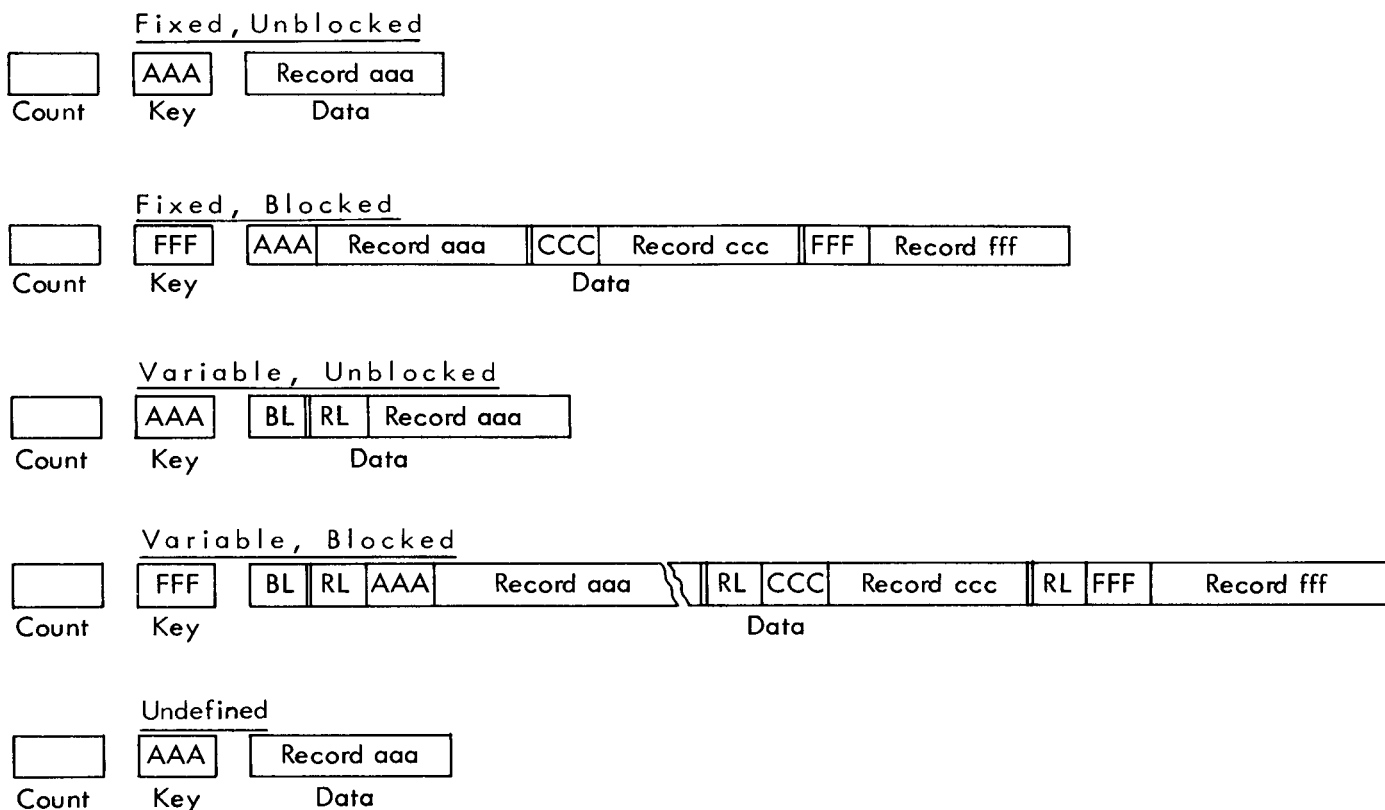 Fixed, Unblocked
AAA Record aaa
Count Key Data
Fixed, Blocked
FFF AAA Record aaa CCC Record ccc FFF Record fff
Count Key Data
Variable, Unblocked
AAA BL RL Record aaa
Count Key Data
Variable, Blocked
FFF BL RL AAA Record aaa RL CCC Record ccc RL FFF Record fff
Count Key Data
Undefined
AAA Record aaa
Count Key Data